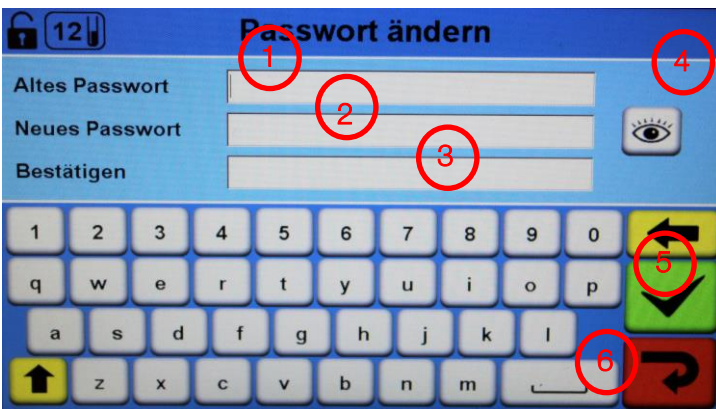 12
Passwort ändern
1
4
Altes Passwort
2
Neues Passwort
3
Bestätigen
1 2 3 4 5 6 7 8 9 0
5
q w e r t y u i o p
a s d f g h j k l
6
z x c v b n m